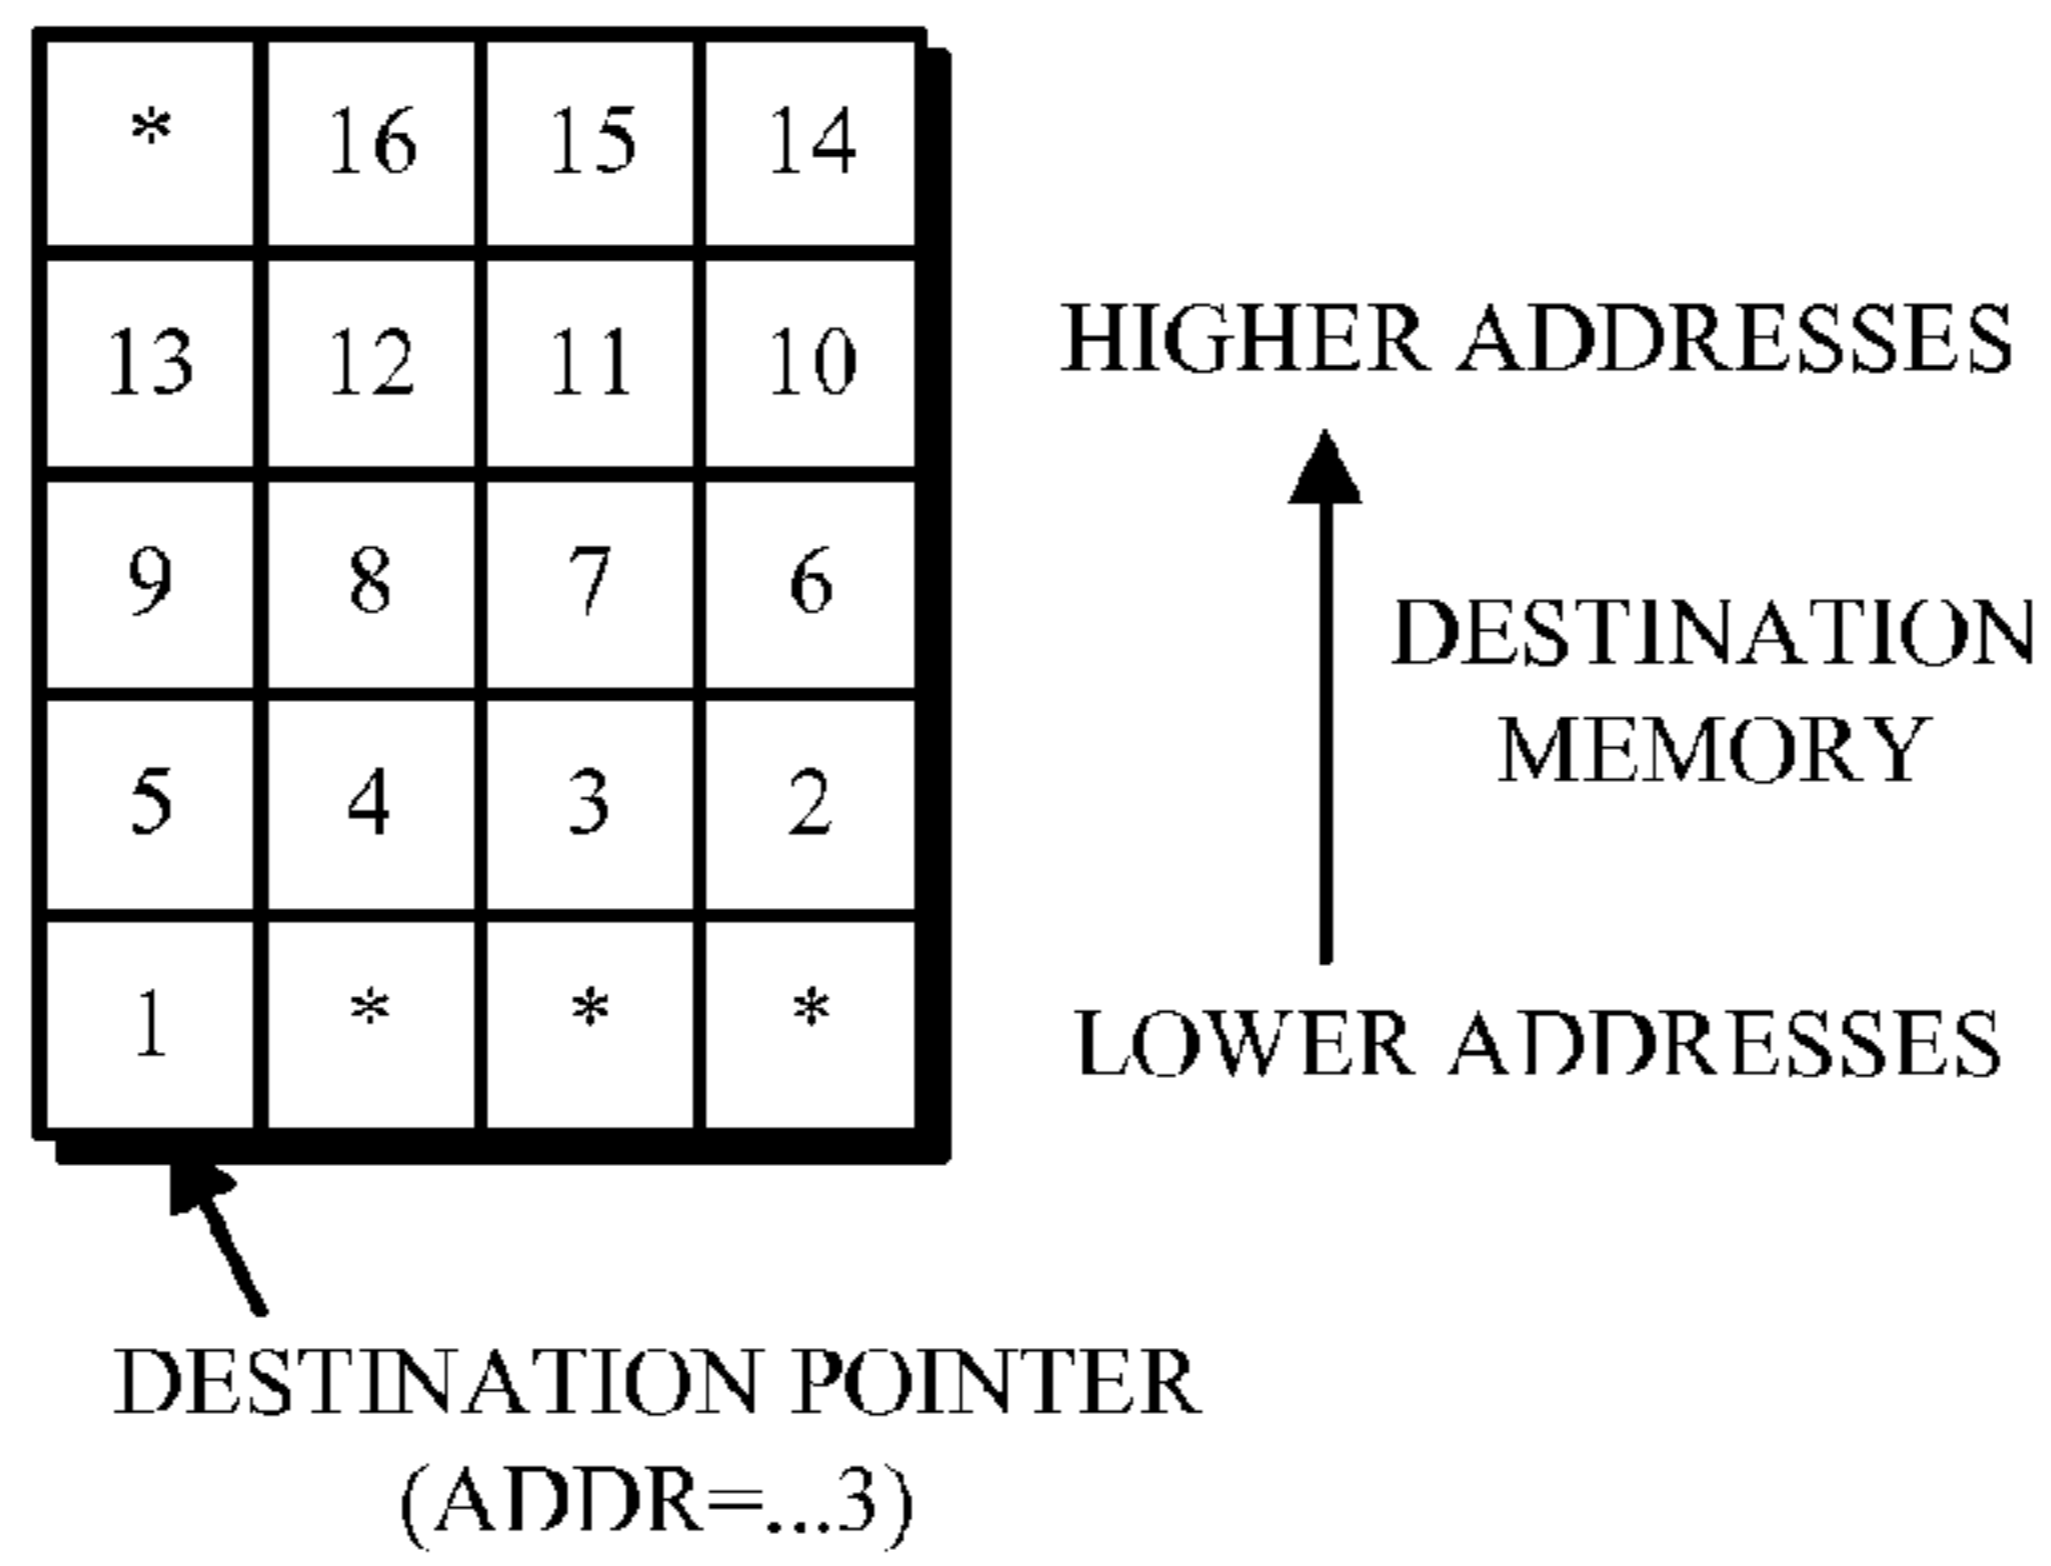 * 16 15 14
13 12 11 10
HIGHER ADDRESSES
9 8 7 6
DESTINATION
MEMORY
5 4 3 2
1 * * *
LOWER ADDRESSES
DESTINATION POINTER
(ADDR=...3)